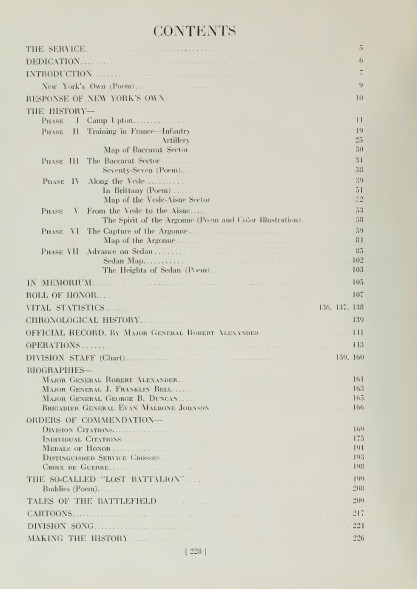 CONTENTS
THE SERVICE 5
DEDICATION 6
INTRODUCTION 7
New York's Own (Poem) 9
RESPONSE OF NEW YORK'S OWN 10
THE HISTORY—
PHASE I Camp Upton 11
PHASE II Training in France—Infantry 19
Artillery 25
Map of Baccarat Sector 30
PHASE III The Baccarat Sector 31
Seventy-Seven (Poem) 38
PHASE IV Along the Vesle 39
In Brittany (Poem) 51
Map of the Vesle-Aisne Sector 52
PHASE V From the Vesle to the Aisne 53
The Spirit of the Argonne (Poem and Color Illustration) 58
PHASE VI The Capture of the Argonne 59
Map of the Argonne 81
PHASE VII Advance on Sedan 85
Sedan Map 102
The Heights of Sedan (Poem) 103
IN MEMORIUM 105
ROLL OF HONOR 107
VITAL STATISTICS 136, 137, 138
CHRONOLOGICAL HISTORY 139
OFFICIAL RECORD, BY MAJOR GENERAL ROBERT ALEXANDER 141
OPERATIONS 143
DIVISION STAFF (Chart) 159, 160
BIOGRAPHIES—
MAJOR GENERAL ROBERT ALEXANDER 161
MAJOR GENERAL J. FRANKLIN BELL 163
MAJOR GENERAL GEORGE B. DUNCAN 165
BRIGADIER GENERAL EVAN MALBONE JOHNSON 166
ORDERS OF COMMENDATION—
DIVISION CITATIONS 169
INDIVIDUAL CITATIONS 175
MEDALS OF HONOR 191
DISTINGUISHED SERVICE CROSSES 193
CROIX DE GUERRE 198
THE SO-CALLED "LOST BATTALION" 199
Buddies (Poem) 208
TALES OF THE BATTLEFIELD 209
CARTOONS 217
DIVISION SONG 224
MAKING THE HISTORY 226
[ 228 ]